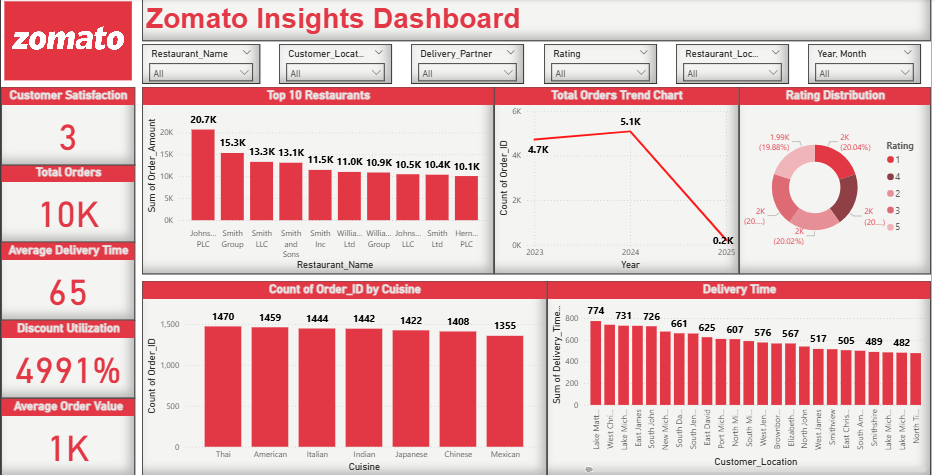 zomato
Zomato Insights Dashboard
Restaurant_Name
All
Customer_Locat...
All
Delivery_Partner
All
Rating
All
Restaurant_Loc...
All
Year, Month
All
Customer Satisfaction
3
Total Orders
10K
Average Delivery Time
65
Discount Utilization
4991%
Average Order Value
1K
Top 10 Restaurants
Sum of Order_Amount
20K
15K
10K
5K
0K
20.7K
15.3K
13.3K
13.1K
11.5K
11.0K
10.9K
10.5K
10.4K
10.1K
Johns... PLC
Smith Group
Smith LLC
Smith and Sons
Smith Inc
Willia... Ltd
Willia... Group
Johns... LLC
Smith Ltd
Hern... PLC
Restaurant_Name
Total Orders Trend Chart
Count of Order_ID
6K
4K
2K
0K
4.7K
5.1K
0.2K
2023
2024
2025
Year
Rating Distribution
1.99K
(19.88%)
2K
(20.04%)
2K
(20....)
2K
(20....)
2K
(20.02%)
Rating
1
4
2
3
5
Count of Order_ID by Cuisine
Count of Order_ID
1,500
1,000
500
0
1470
1459
1444
1442
1422
1408
1355
Thai
American
Italian
Indian
Japanese
Chinese
Mexican
Cuisine
Delivery Time
Sum of Delivery_Time...
800
600
400
200
0
774
731
726
661
625
607
576
567
517
505
489
482
Lake Matt...
West Chri...
Lake Mich...
East James
South John
New Mich...
South Da...
South Jen...
East David
Port Mich...
North Mi...
South Mi...
West Jen...
Brownbor...
Elizabeth...
North John
West James
Smithview
East Chris...
South Am...
Smithshire
Lake Mich...
Lake Mich...
North Ti...
Customer_Location